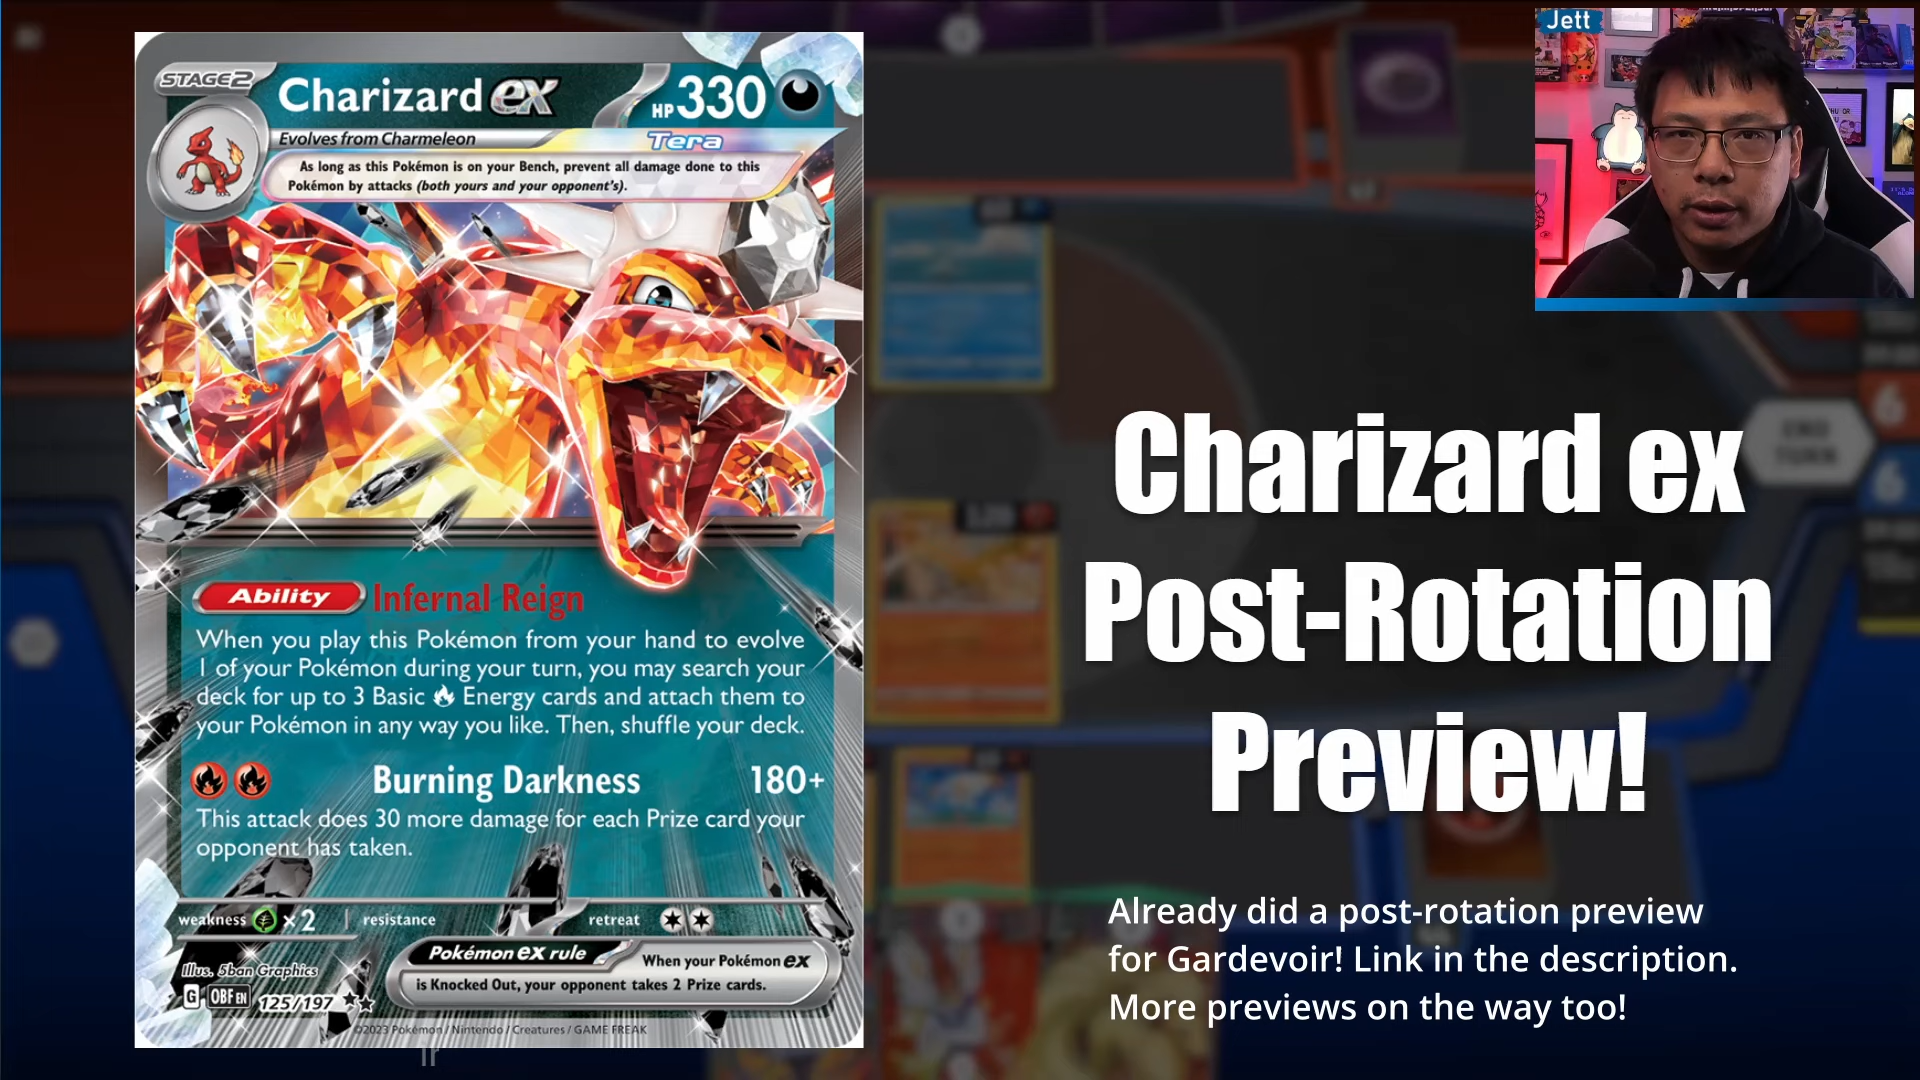 Jett
STAGE2
Charizard ex
HP330
Evolves from Charmeleon
Tera
As long as this Pokémon is on your Bench, prevent all damage done to this
Pokémon by attacks (both yours and your opponent's).
Ability Infernal Reign
When you play this Pokémon from your hand to evolve
1 of your Pokémon during your turn, you may search your
deck for up to 3 Basic Energy cards and attach them to
your Pokémon in any way you like. Then, shuffle your deck.
Burning Darkness 180+
This attack does 30 more damage for each Prize card your
opponent has taken.
weakness ×2 resistance retreat
Pokémon ex rule
When your Pokémon ex
is Knocked Out, your opponent takes 2 Prize cards.
Illus. 5ban Graphics
G OBF EN 125/197
©2023 Pokémon / Nintendo / Creatures / GAME FREAK
Charizard ex
Post-Rotation
Preview!
Already did a post-rotation preview
for Gardevoir! Link in the description.
More previews on the way too!
END
TURN
6
6